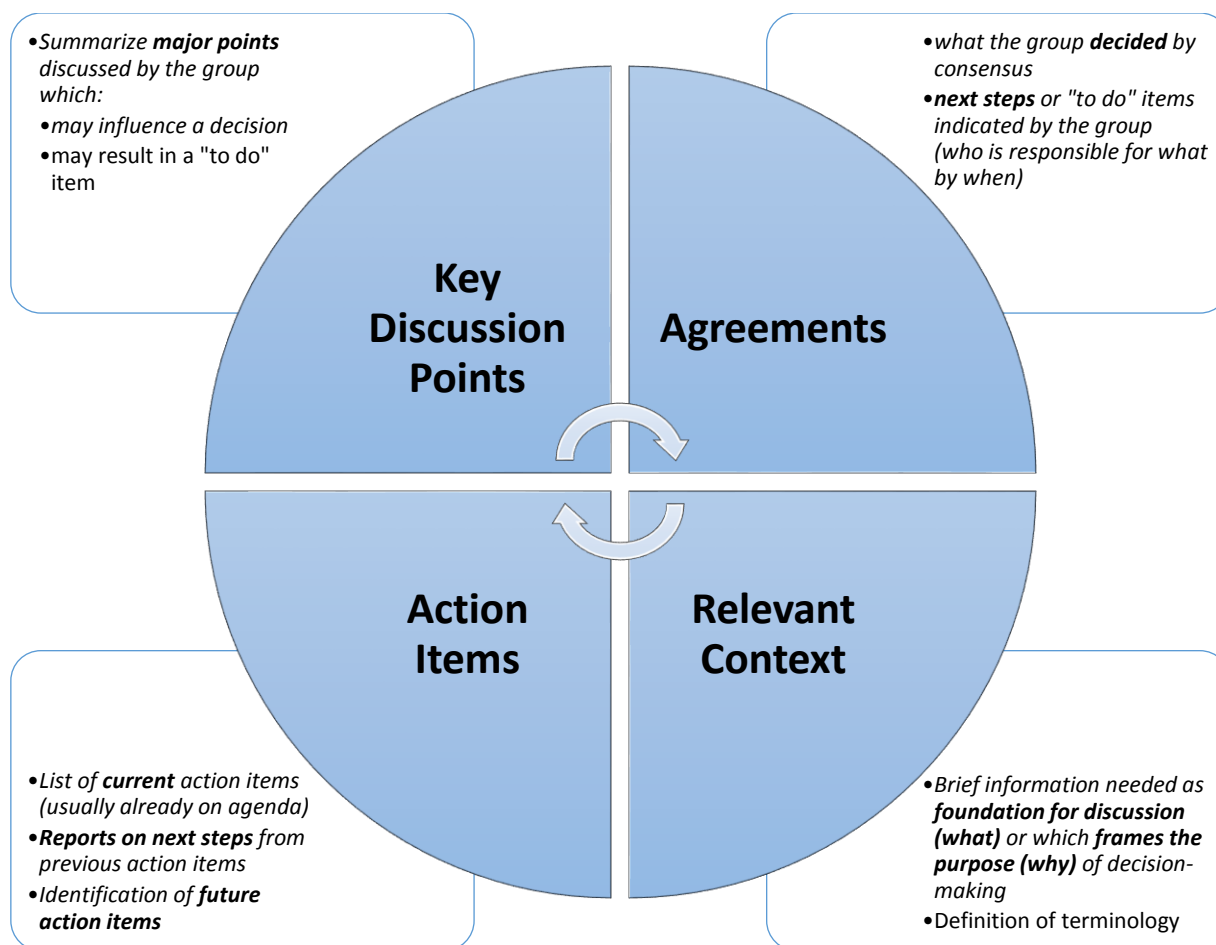 •Summarize major points
discussed by the group
which:
•may influence a decision
•may result in a "to do"
item
•what the group decided by
consensus
•next steps or "to do" items
indicated by the group
(who is responsible for what
by when)
Key
Discussion
Points
Agreements
Action
Items
Relevant
Context
•List of current action items
(usually already on agenda)
•Reports on next steps from
previous action items
•Identification of future
action items
•Brief information needed as
foundation for discussion
(what) or which frames the
purpose (why) of decision-
making
•Definition of terminology